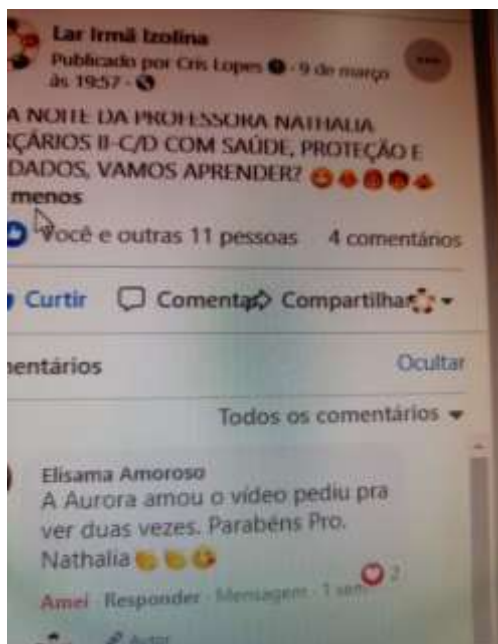 Lar Irmã Izolina
Publicado por Cris Lopes · 9 de março
às 19:57 ·
A NOITE DA PROFESSORA NATHALIA
ÇÁRIOS II-C/D COM SAÚDE, PROTEÇÃO E
DADOS, VAMOS APRENDER? 
menos
Você e outras 11 pessoas 4 comentários
Curtir Comentar Compartilhar
entários Ocultar
Todos os comentários
Elisama Amoroso
A Aurora amou o vídeo pediu pra
ver duas vezes. Parabéns Pro.
Nathalia👏👏😘
Amei · Responder · Mensagem · 1 sem
2
Autor